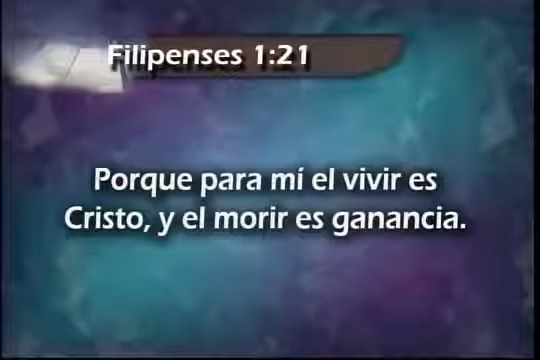 Filipenses 1:21
Porque para mí el vivir es
Cristo, y el morir es ganancia.